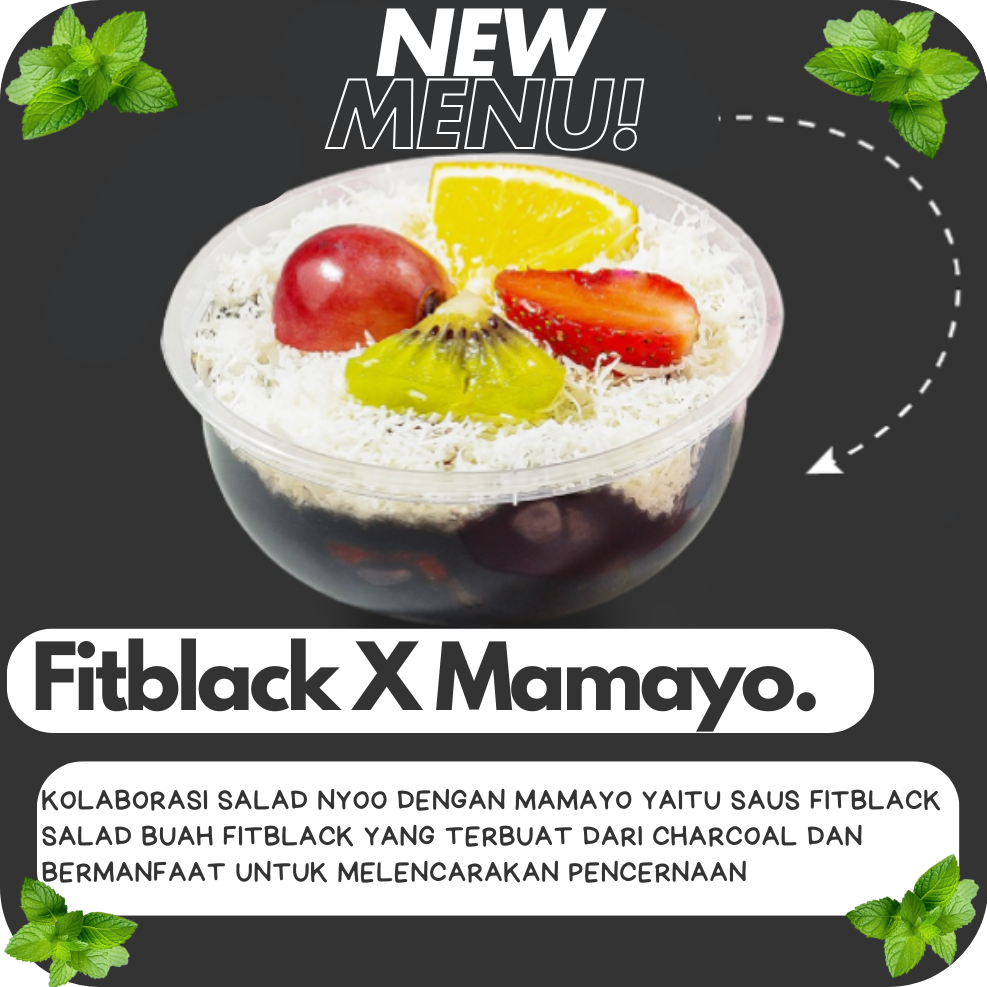 NEW
MENU!
Fitblack X Mamayo.
KOLABORASI SALAD NYOO DENGAN MAMAYO YAITU SAUS FITBLACK
SALAD BUAH FITBLACK YANG TERBUAT DARI CHARCOAL DAN
BERMANFAAT UNTUK MELENCARAKAN PENCERNAAN